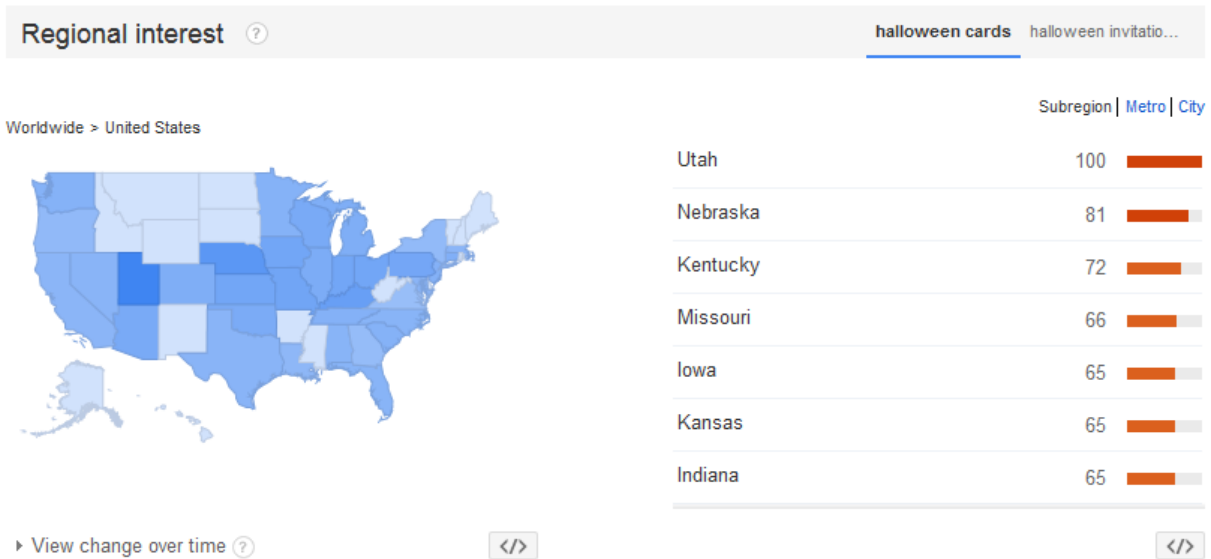 Regional interest ?
halloween cards halloween invitatio...
Subregion | Metro | City
Worldwide > United States
Utah 100
Nebraska 81
Kentucky 72
Missouri 66
Iowa 65
Kansas 65
Indiana 65
View change over time ?
</>
</>